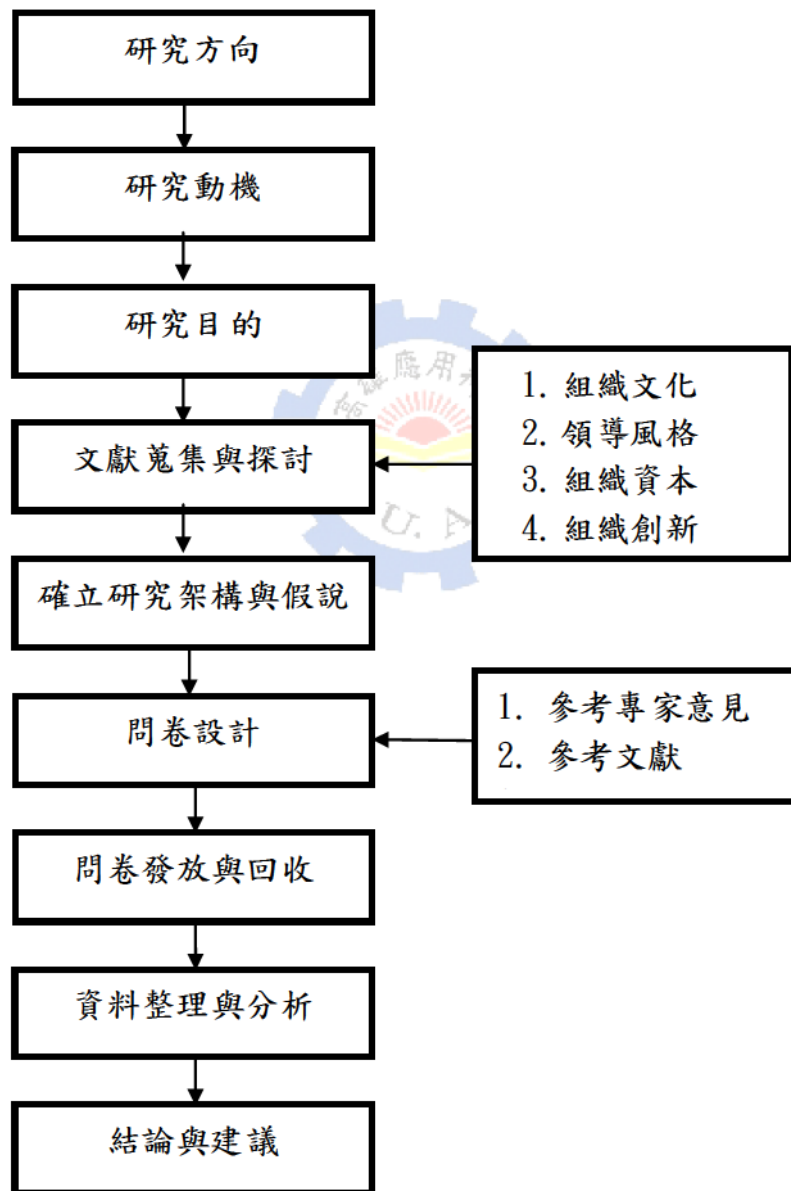 研究方向
研究動機
研究目的
文獻蒐集與探討
1. 組織文化
2. 領導風格
3. 組織資本
4. 組織創新
確立研究架構與假說
問卷設計
1. 參考專家意見
2. 參考文獻
問卷發放與回收
資料整理與分析
結論與建議
高雄應用
U. A